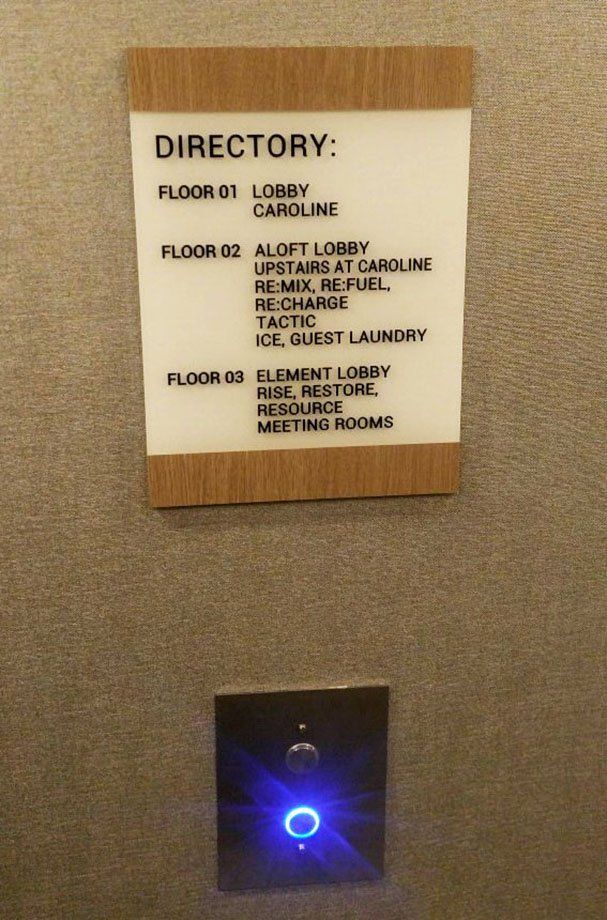 DIRECTORY:
FLOOR 01 LOBBY
CAROLINE
FLOOR 02 ALOFT LOBBY
UPSTAIRS AT CAROLINE
RE:MIX, RE:FUEL,
RE:CHARGE
TACTIC
ICE, GUEST LAUNDRY
FLOOR 03 ELEMENT LOBBY
RISE, RESTORE,
RESOURCE
MEETING ROOMS